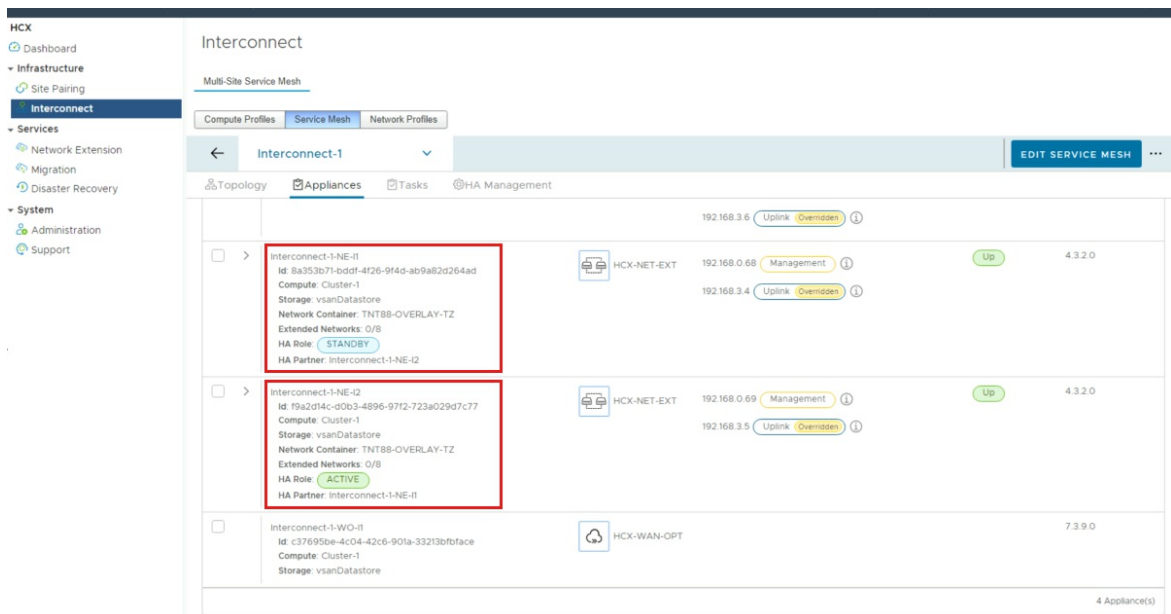 HCX
Dashboard
Infrastructure
Site Pairing
Interconnect
Services
Network Extension
Migration
Disaster Recovery
System
Administration
Support
Interconnect
Multi-Site Service Mesh
Compute Profiles Service Mesh Network Profiles
Interconnect-1 EDIT SERVICE MESH ...
Topology Appliances Tasks HA Management
192.168.3.6 Uplink Overridden
Interconnect-1-NE-I1 HCX-NET-EXT 192.168.0.68 Management Up 4.3.2.0
Id: 8a353b71-bddf-4f26-9f4d-ab9a82d264ad
Compute: Cluster-1
192.168.3.4 Uplink Overridden
Storage: vsanDatastore
Network Container: TNT88-OVERLAY-TZ
Extended Networks: 0/8
HA Role: STANDBY
HA Partner: Interconnect-1-NE-I2
Interconnect-1-NE-I2 HCX-NET-EXT 192.168.0.69 Management Up 4.3.2.0
Id: f9a2d14c-d0b3-4896-97f2-723a029d7c77
Compute: Cluster-1
192.168.3.5 Uplink Overridden
Storage: vsanDatastore
Network Container: TNT88-OVERLAY-TZ
Extended Networks: 0/8
HA Role: ACTIVE
HA Partner: Interconnect-1-NE-I1
Interconnect-1-WO-I1 HCX-WAN-OPT 7.3.9.0
Id: c37695be-4c04-42c6-901a-33213bfbface
Compute: Cluster-1
Storage: vsanDatastore
4 Appliance(s)